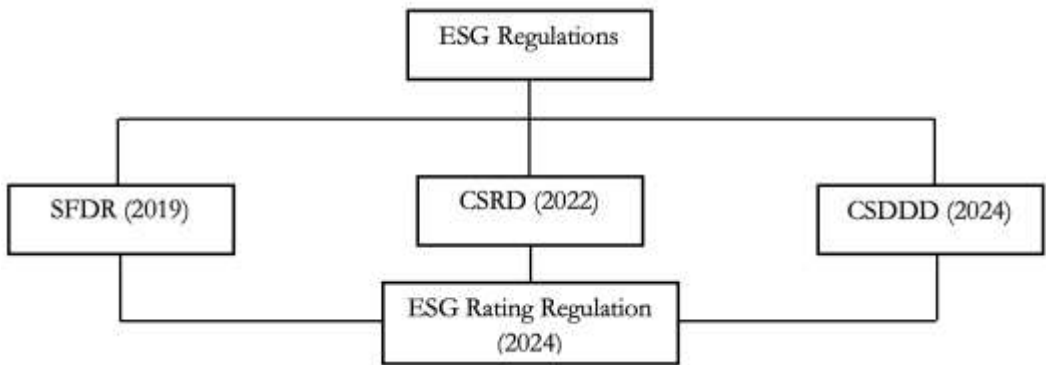 ESG Regulations
SFDR (2019)
CSRD (2022)
CSDDD (2024)
ESG Rating Regulation
(2024)